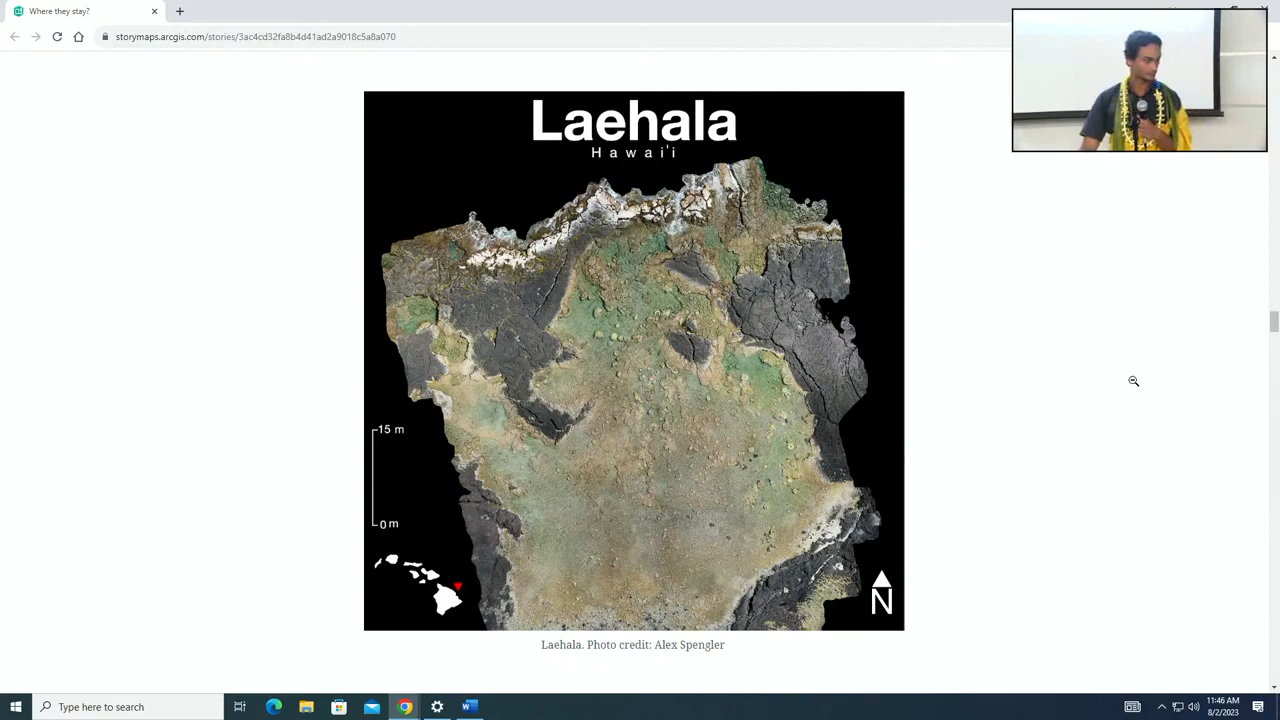 Where they stay?
storymaps.arcgis.com/stories/3ac4cd32fa8b4d41ad2a9018c5a8a070
Laehala
Hawai'i
15 m
0 m
N
Laehala. Photo credit: Alex Spengler
Type here to search
11:46 AM
8/2/2023